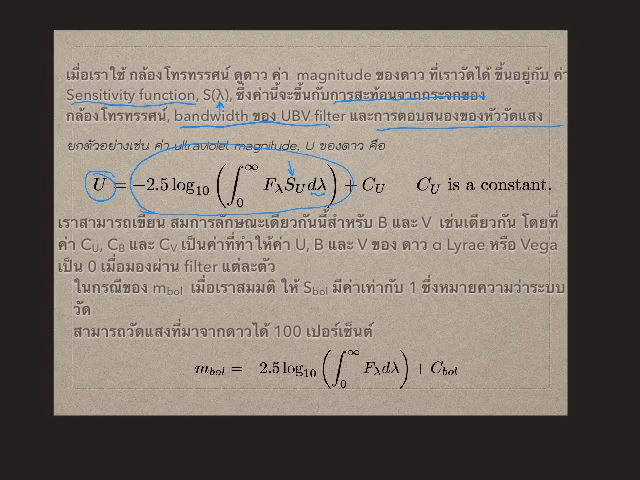 เมื่อเราใช้ กล้องโทรทรรศน์ ดูดาว ค่า magnitude ของดาว ที่เราวัดได้ ขึ้นอยู่กับ ค่า
Sensitivity function, S(λ), ซึ่งค่านี้จะขึ้นกับการสะท้อนจากกระจกของ
กล้องโทรทรรศน์, bandwidth ของ UBV filter และการตอบสนองของหัววัดแสง
ยกตัวอย่างเช่น ค่า ultraviolet magnitude, U ของดาว คือ
U = −2.5 log₁₀ (∫₀^∞ F_λ S_U dλ) + C_U C_U is a constant.
เราสามารถเขียน สมการลักษณะเดียวกันนี้สำหรับ B และ V เช่นเดียวกัน โดยที่
ค่า C_U, C_B และ C_V เป็นค่าที่ทำให้ค่า U, B และ V ของ ดาว α Lyrae หรือ Vega
เป็น 0 เมื่อมองผ่าน filter แต่ละตัว
ในกรณีของ m_bol เมื่อเราสมมติ ให้ S_bol มีค่าเท่ากับ 1 ซึ่งหมายความว่าระบบ
วัด
สามารถวัดแสงที่มาจากดาวได้ 100 เปอร์เซ็นต์
m_bol = 2.5 log₁₀ (∫₀^∞ F_λ dλ) + C_bol